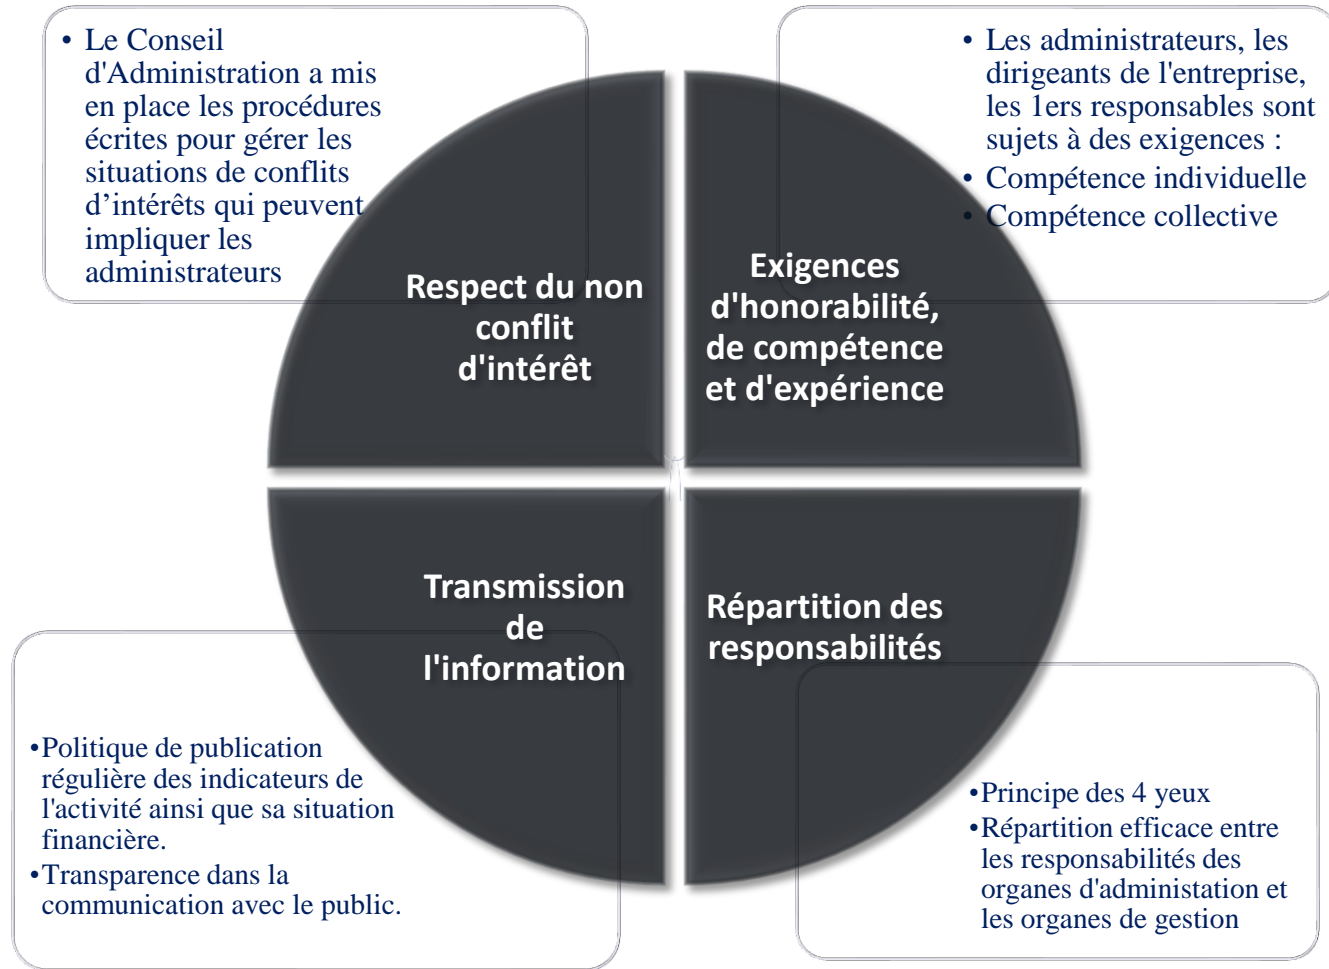 • Le Conseil
d'Administration a mis
en place les procédures
écrites pour gérer les
situations de conflits
d’intérêts qui peuvent
impliquer les
administrateurs
• Les administrateurs, les
dirigeants de l'entreprise,
les 1ers responsables sont
sujets à des exigences :
• Compétence individuelle
• Compétence collective
Respect du non
conflit
d'intérêt
Exigences
d'honorabilité,
de compétence
et d'expérience
Transmission
de
l'information
Répartition des
responsabilités
•Politique de publication
régulière des indicateurs de
l'activité ainsi que sa situation
financière.
•Transparence dans la
communication avec le public.
•Principe des 4 yeux
•Répartition efficace entre
les responsabilités des
organes d'administation et
les organes de gestion